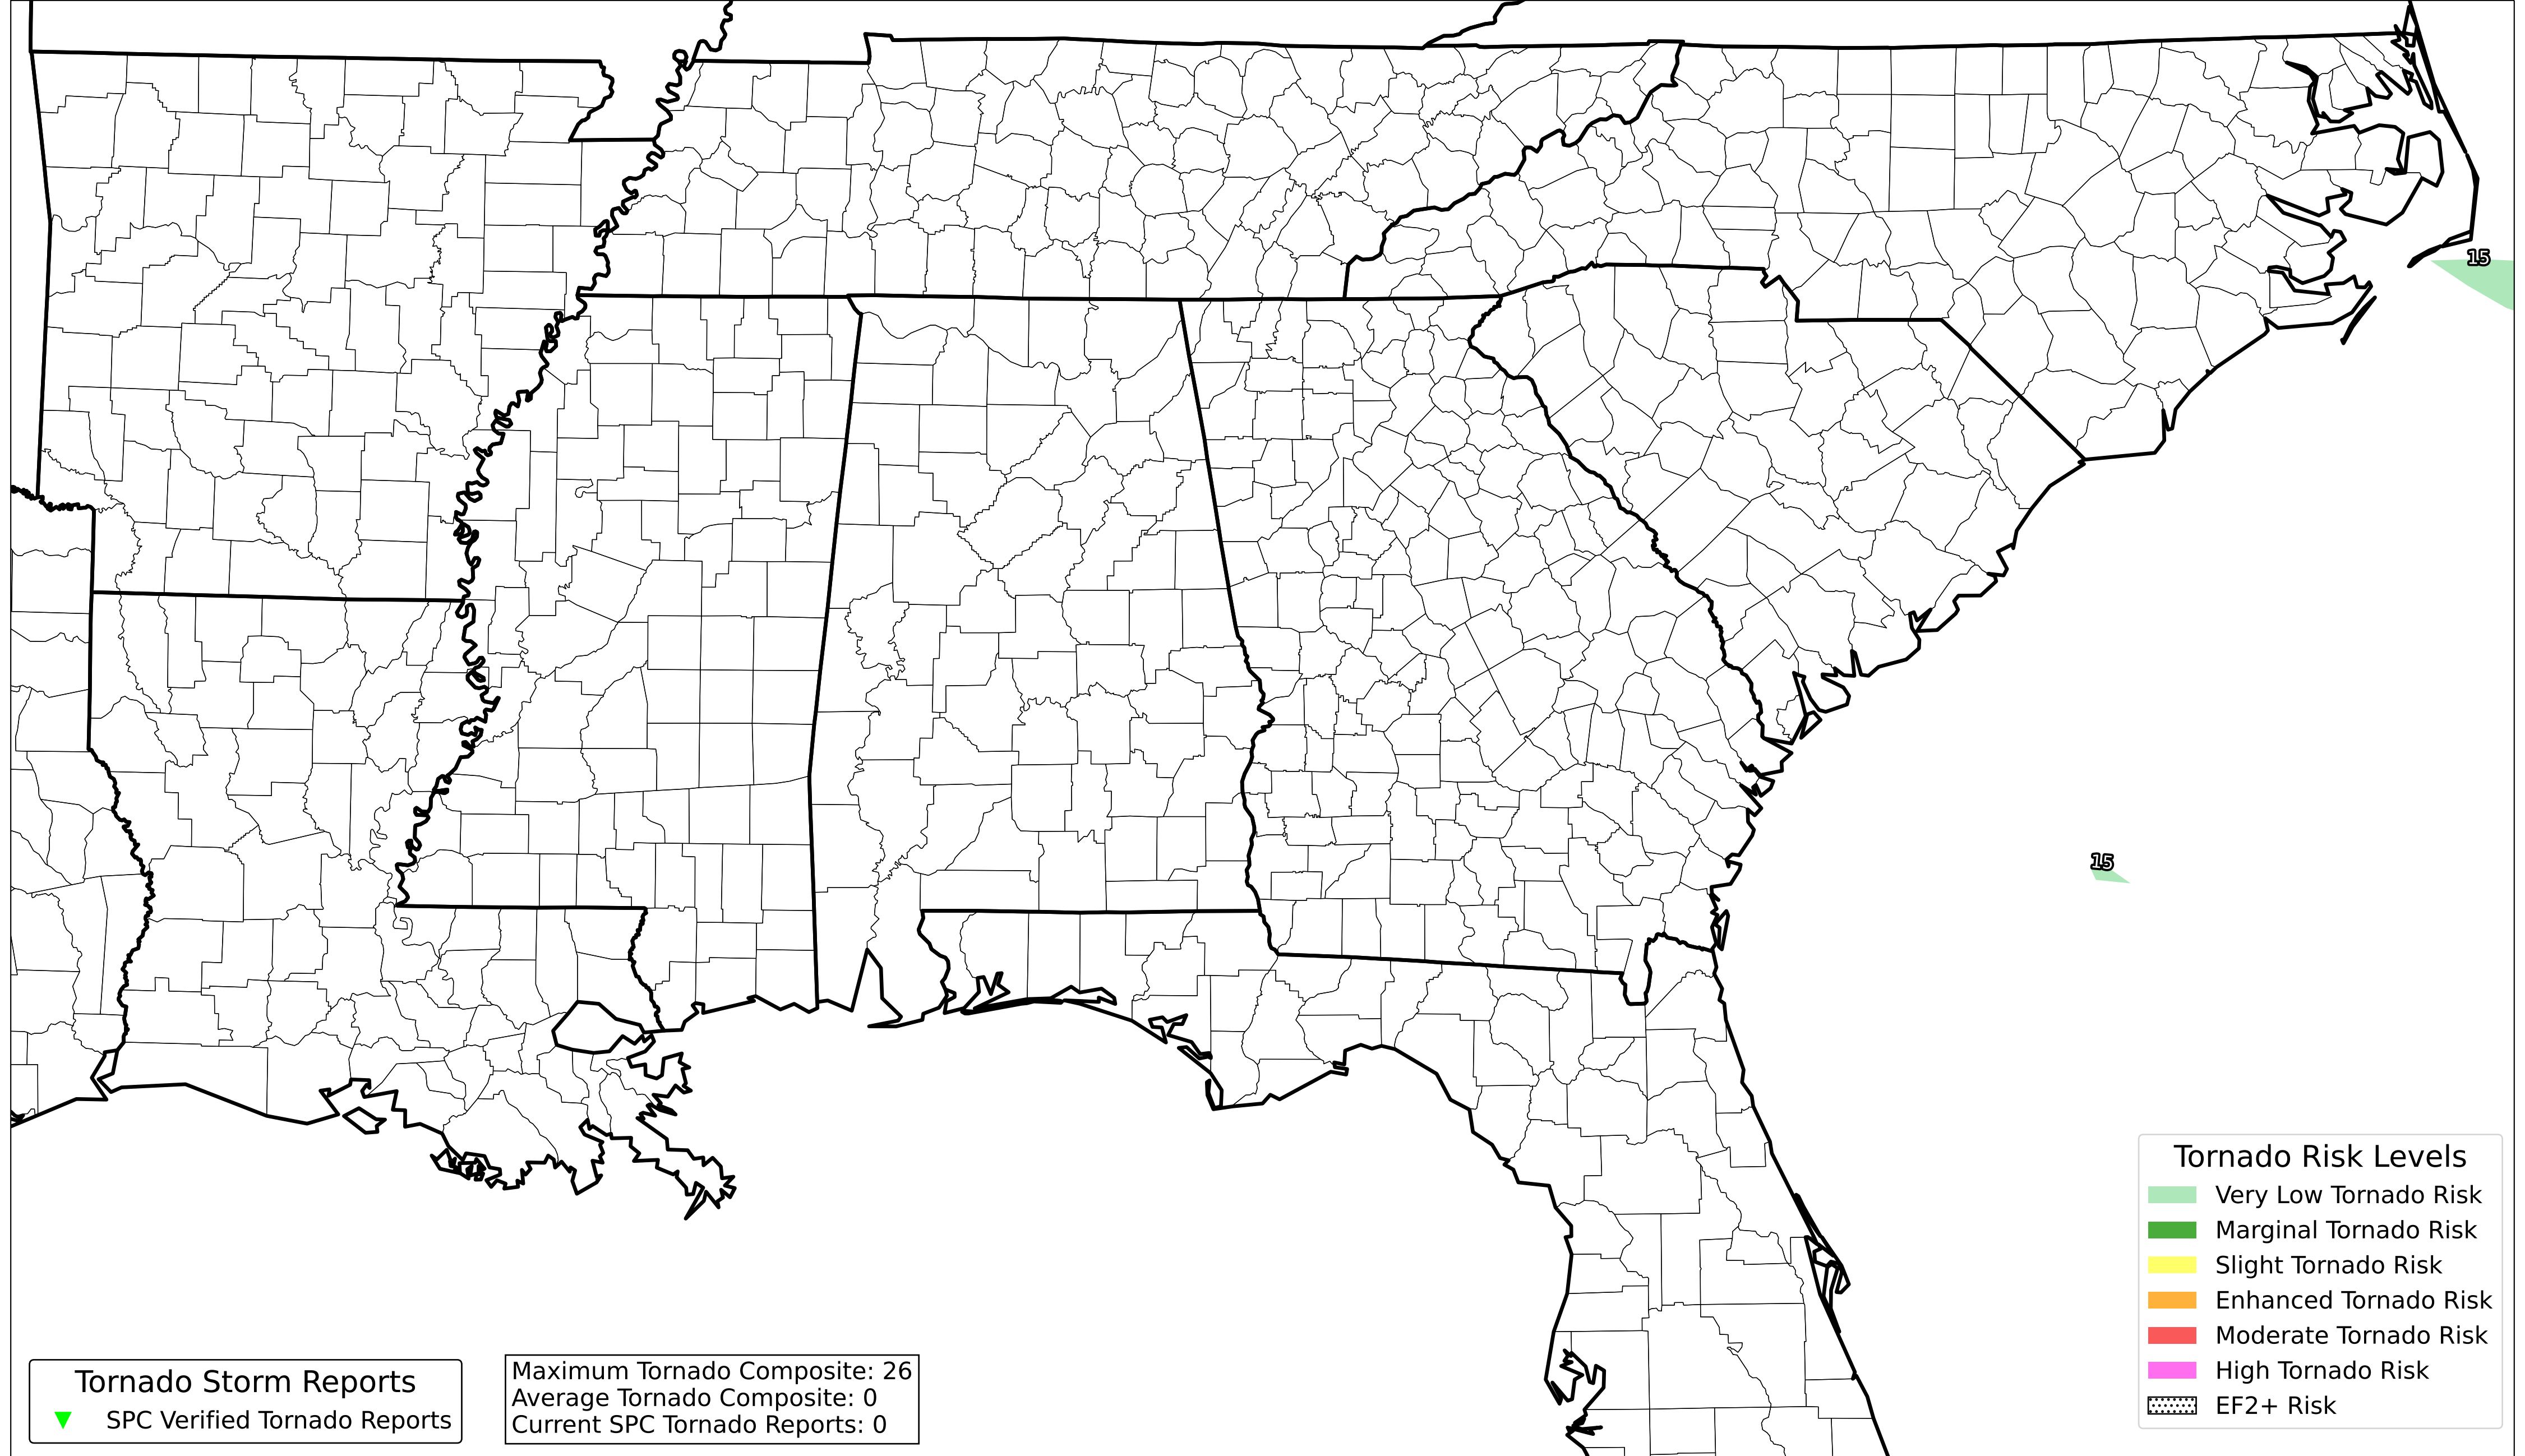 15
15
Tornado Risk Levels
Very Low Tornado Risk
Marginal Tornado Risk
Slight Tornado Risk
Enhanced Tornado Risk
Moderate Tornado Risk
High Tornado Risk
EF2+ Risk
Tornado Storm Reports
SPC Verified Tornado Reports
Maximum Tornado Composite: 26
Average Tornado Composite: 0
Current SPC Tornado Reports: 0